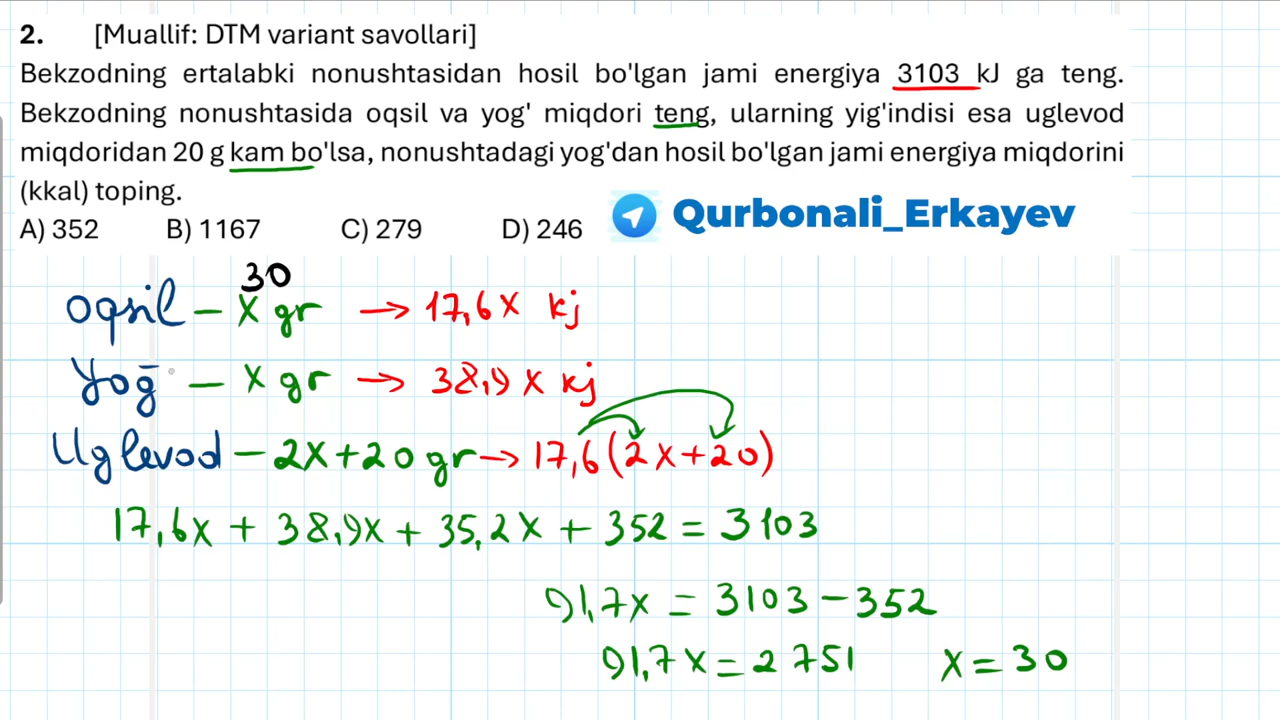 2. [Muallif: DTM variant savollari]
Bekzodning ertalabki nonushtasidan hosil bo'lgan jami energiya 3103 kJ ga teng.
Bekzodning nonushtasida oqsil va yog' miqdori teng, ularning yig'indisi esa uglevod
miqdoridan 20 g kam bo'lsa, nonushtadagi yog'dan hosil bo'lgan jami energiya miqdorini
(kkal) toping.
A) 352 B) 1167 C) 279 D) 246
Qurbonali_Erkayev
30
Oqsil – x gr → 17,6x kj
Yoḡ – x gr → 38,9x kj
Uglevod – 2x+20 gr → 17,6(2x+20)
17,6x + 38,9x + 35,2x + 352 = 3103
91,7x = 3103 – 352
91,7x = 2751 x = 30